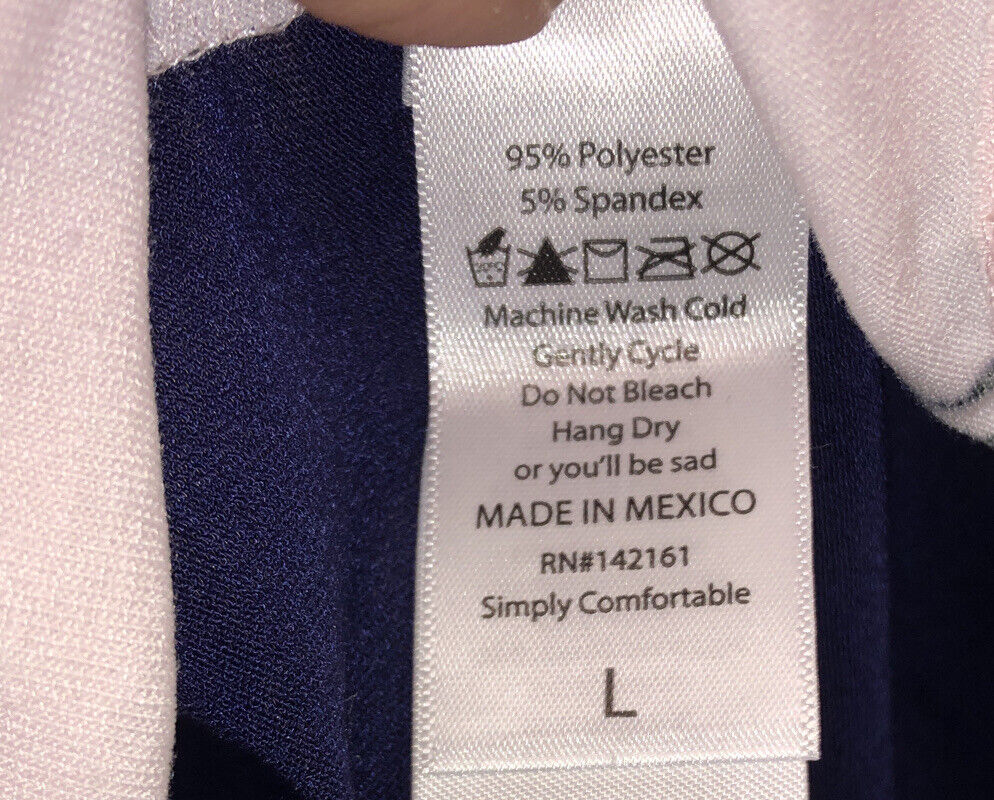 95% Polyester
5% Spandex
Machine Wash Cold
Gently Cycle
Do Not Bleach
Hang Dry
or you'll be sad
MADE IN MEXICO
RN#142161
Simply Comfortable
L